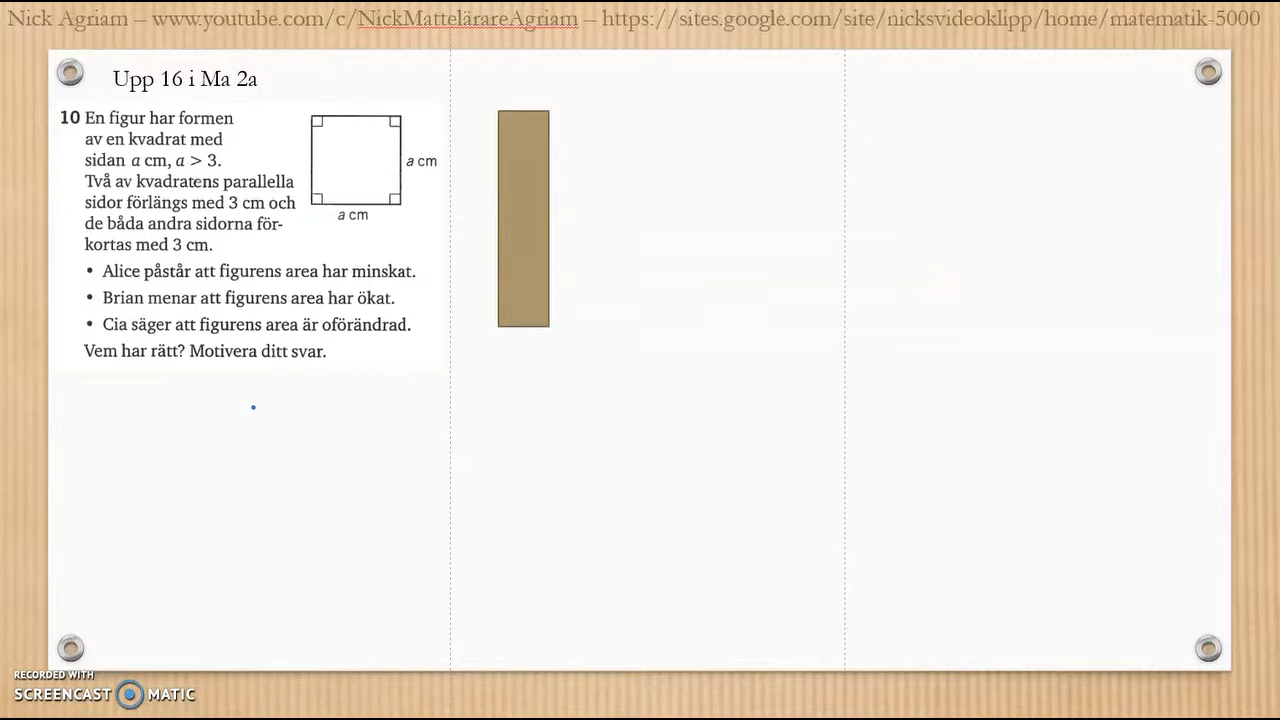 Nick Agriam – www.youtube.com/c/NickMattelärareAgriam – https://sites.google.com/site/nicksvideoklipp/home/matematik-5000
Upp 16 i Ma 2a
10 En figur har formen
av en kvadrat med
sidan a cm, a > 3.
Två av kvadratens parallella
sidor förlängs med 3 cm och
de båda andra sidorna för-
kortas med 3 cm.
a cm
a cm
• Alice påstår att figurens area har minskat.
• Brian menar att figurens area har ökat.
• Cia säger att figurens area är oförändrad.
Vem har rätt? Motivera ditt svar.
RECORDED WITH
SCREENCAST MATIC